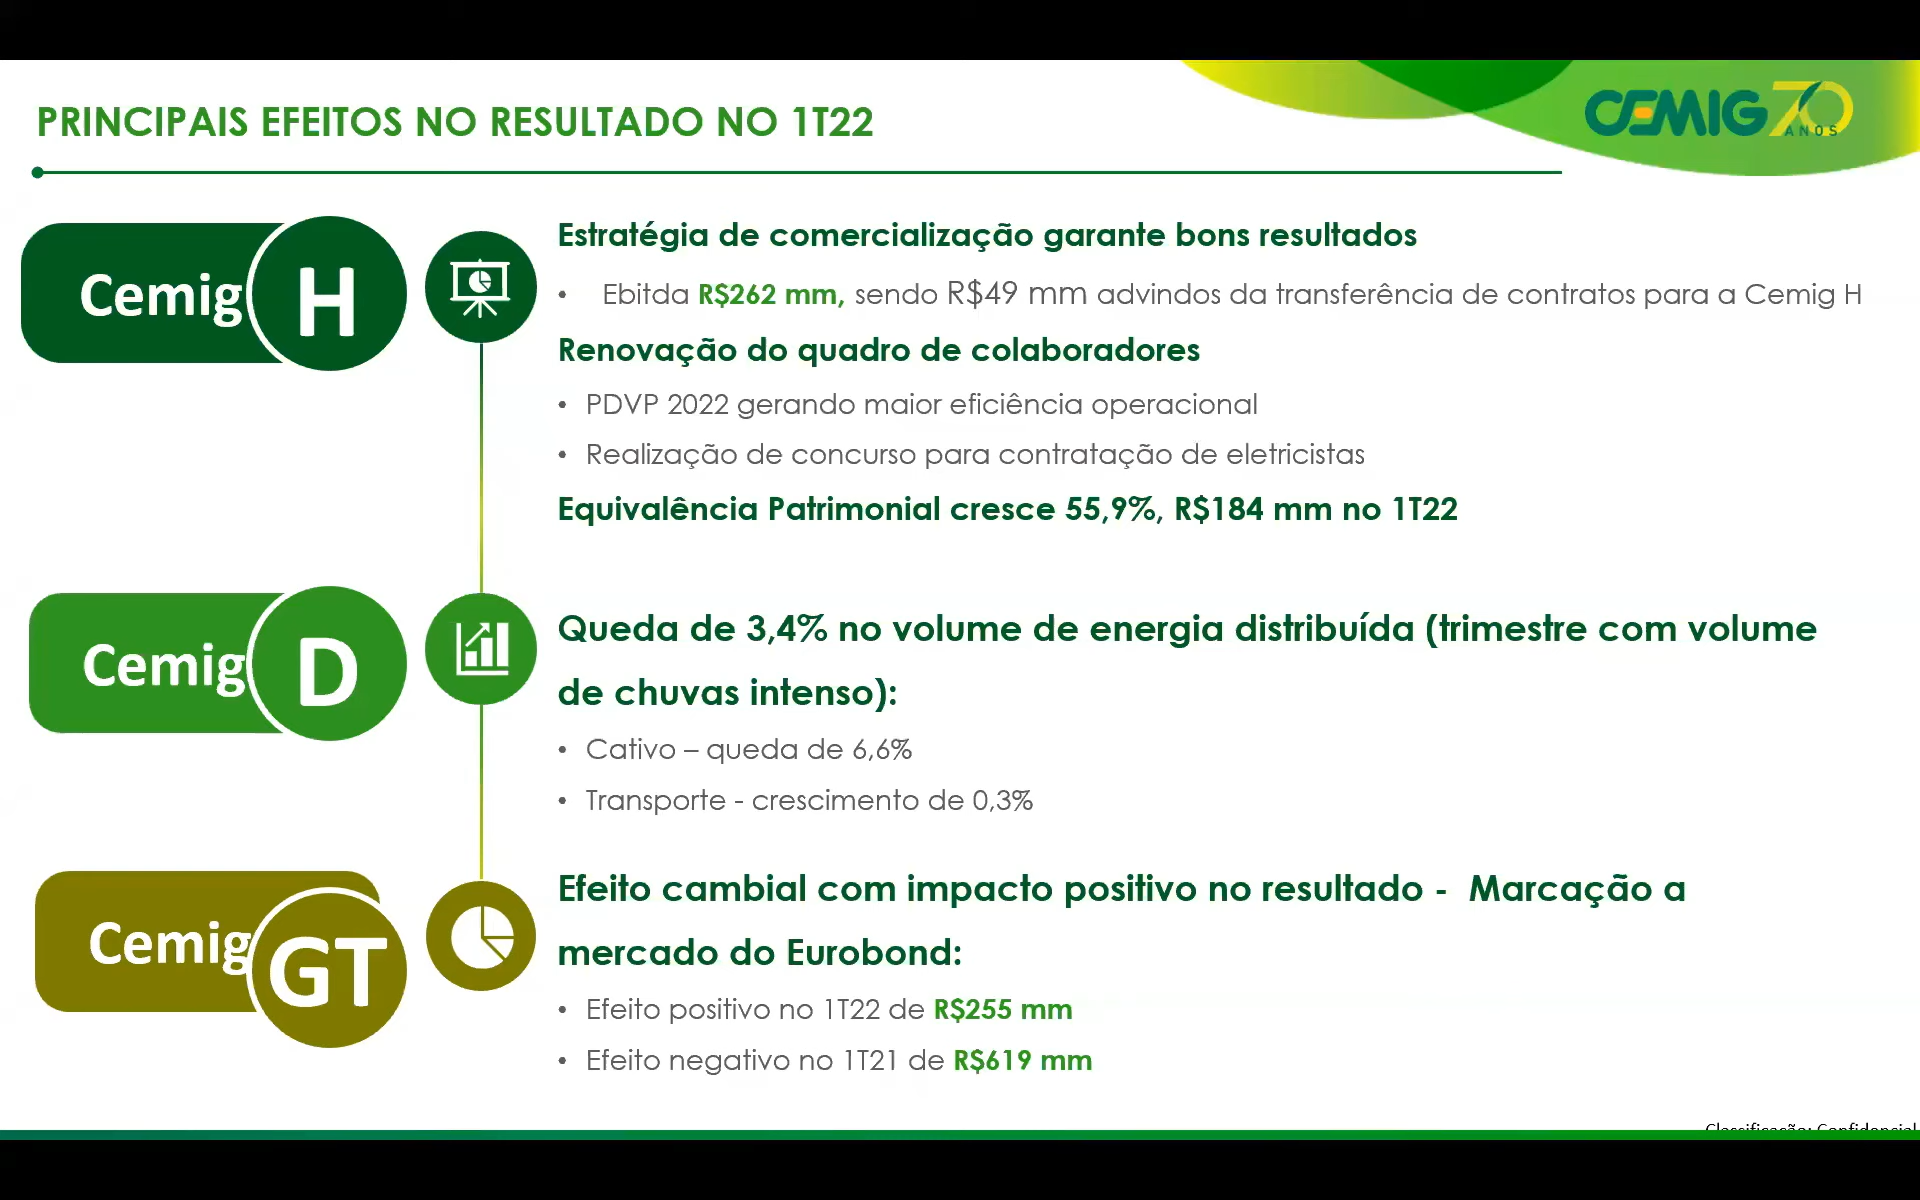 PRINCIPAIS EFEITOS NO RESULTADO NO 1T22
CEMIG 70
ANOS
Cemig H
Estratégia de comercialização garante bons resultados
• Ebitda R$262 mm, sendo R$49 mm advindos da transferência de contratos para a Cemig H
Renovação do quadro de colaboradores
• PDVP 2022 gerando maior eficiência operacional
• Realização de concurso para contratação de eletricistas
Equivalência Patrimonial cresce 55,9%, R$184 mm no 1T22
Cemig D
Queda de 3,4% no volume de energia distribuída (trimestre com volume
de chuvas intenso):
• Cativo – queda de 6,6%
• Transporte - crescimento de 0,3%
Cemig GT
Efeito cambial com impacto positivo no resultado - Marcação a
mercado do Eurobond:
• Efeito positivo no 1T22 de R$255 mm
• Efeito negativo no 1T21 de R$619 mm
Classificação: Confidencial